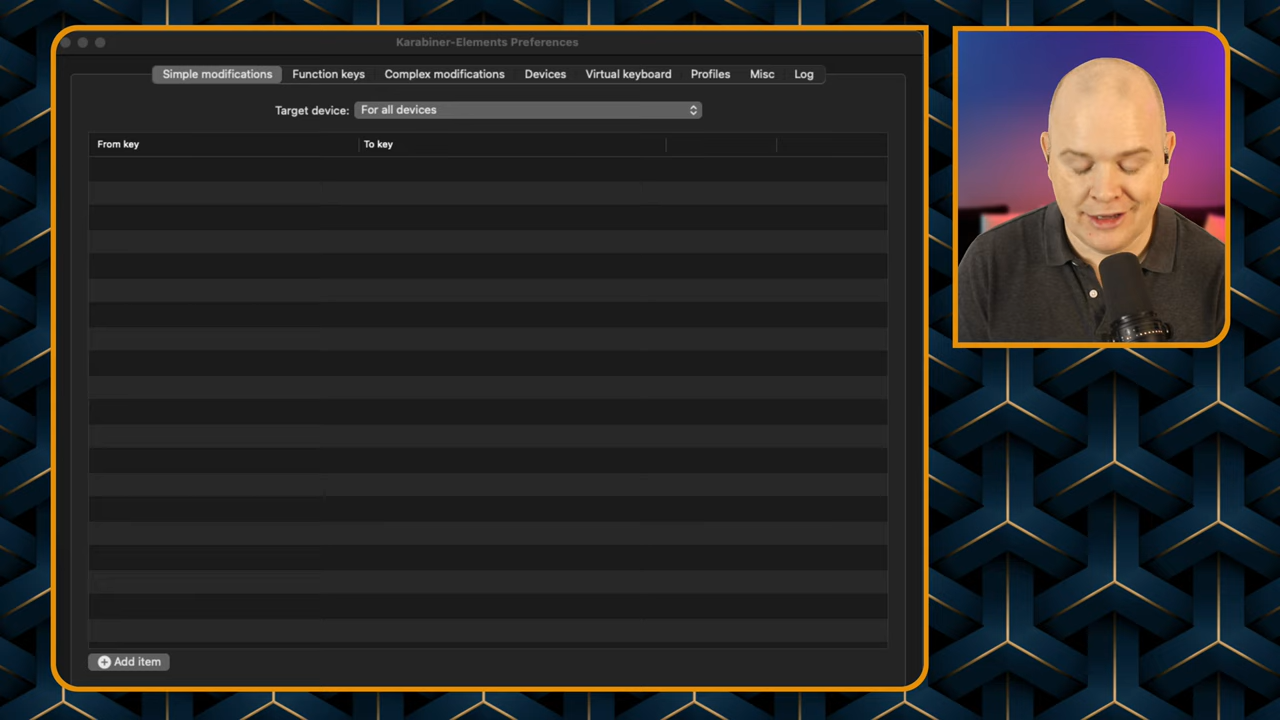 Karabiner-Elements Preferences
Simple modifications Function keys Complex modifications Devices Virtual keyboard Profiles Misc Log
Target device: For all devices
From key To key
Add item